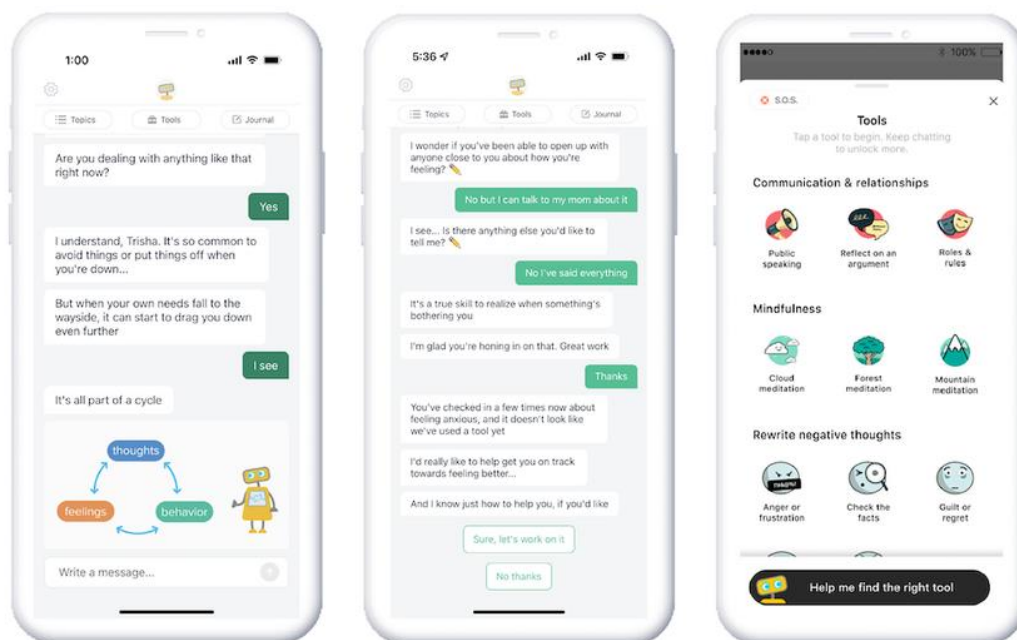 1:00
Topics
Tools
Journal
Are you dealing with anything like that
right now?
Yes
I understand, Trisha. It's so common to
avoid things or put things off when
you're down...
But when your own needs fall to the
wayside, it can start to drag you down
even further
I see
It's all part of a cycle
thoughts
feelings
behavior
Write a message...
5:36
Topics
Tools
Journal
I wonder if you've been able to open up with
anyone close to you about how you're
feeling? ✏️
No but I can talk to my mom about it
I see... Is there anything else you'd like to
tell me? ✏️
No I've said everything
It's a true skill to realize when something's
bothering you
I'm glad you're honing in on that. Great work
Thanks
You've checked in a few times now about
feeling anxious, and it doesn't look like
we've used a tool yet
I'd really like to help get you on track
towards feeling better...
And I know just how to help you, if you'd like
Sure, let's work on it
No thanks
100%
S.O.S.
Tools
Tap a tool to begin. Keep chatting
to unlock more.
Communication & relationships
Public
speaking
Reflect on an
argument
Roles &
rules
Mindfulness
Cloud
meditation
Forest
meditation
Mountain
meditation
Rewrite negative thoughts
Anger or
frustration
Check the
facts
Guilt or
regret
Help me find the right tool